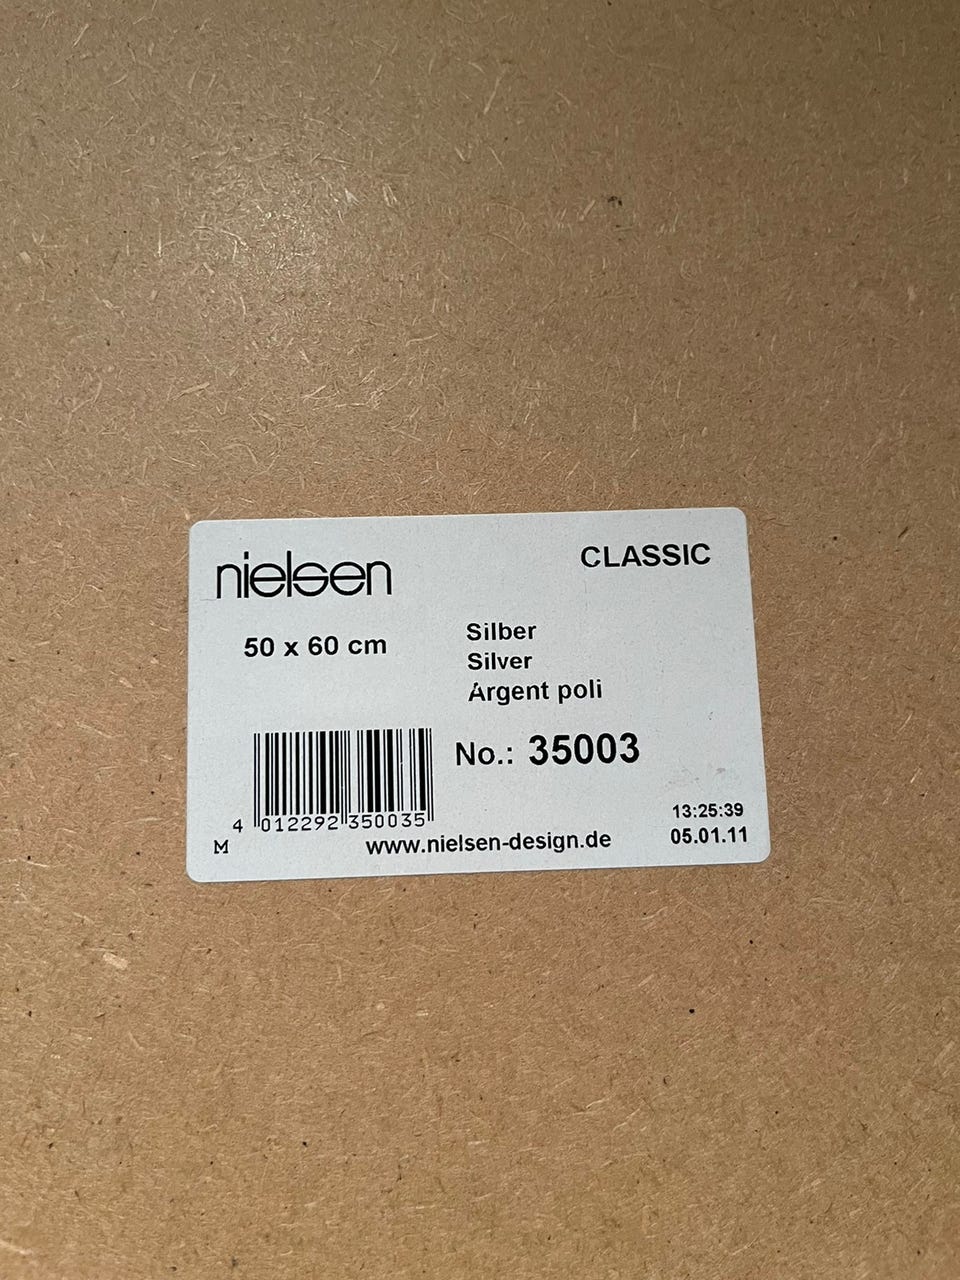 nielsen
CLASSIC
50 x 60 cm
Silber
Silver
Argent poli
No.: 35003
4 012292 350035
13:25:39
M
www.nielsen-design.de
05.01.11